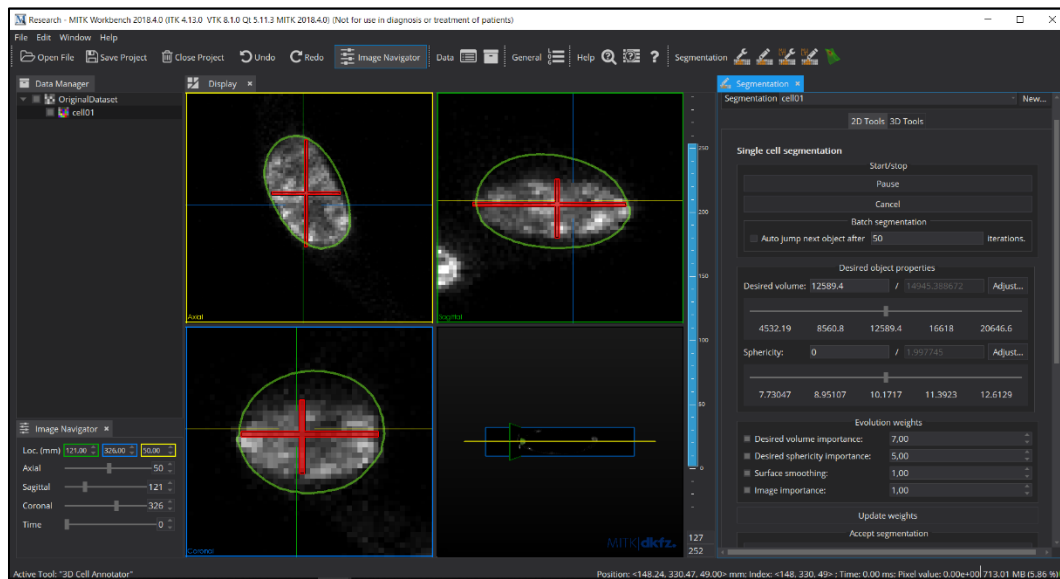 Research - MITK Workbench 2018.4.0 (ITK 4.13.0 VTK 8.1.0 Qt 5.11.3 MITK 2018.4.0) (Not for use in diagnosis or treatment of patients)
File Edit Window Help
Open File Save Project Close Project Undo Redo Image Navigator Data General Help ? Segmentation
Data Manager
OriginalDataset
cell01
Display
Axial
Sagittal
Coronal
MITK dkfz.
250
200
150
100
50
0
127
252
Segmentation
Segmentation cell01 New...
2D Tools 3D Tools
Single cell segmentation
Start/stop
Pause
Cancel
Batch segmentation
Auto jump next object after 50 iterations.
Desired object properties
Desired volume: 12589.4 / 14945.388672 Adjust...
4532.19 8560.8 12589.4 16618 20646.6
Sphericity: 0 / 1.997745 Adjust...
7.73047 8.95107 10.1717 11.3923 12.6129
Evolution weights
Desired volume importance: 7,00
Desired sphericity importance: 5,00
Surface smoothing: 1,00
Image importance: 1,00
Update weights
Accept segmentation
Image Navigator
Loc. (mm) 121,00 326,00 50,00
Axial 50
Sagittal 121
Coronal 326
Time 0
Active Tool: "3D Cell Annotator"
Position: <148.24, 330.47, 49.00> mm; Index: <148, 330, 49> ; Time: 0.00 ms; Pixel value: 0.00e+00 713.01 MB (5.86 %)